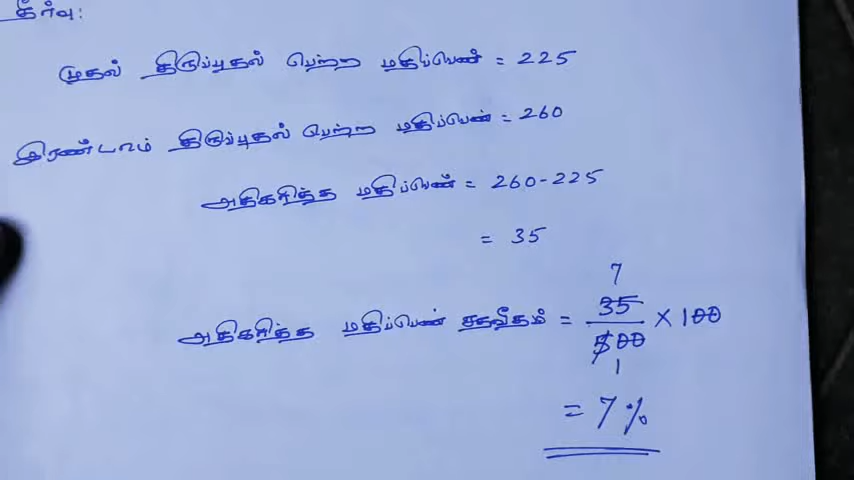 தீர்வு:
முதல் திருப்புதல் பெற்ற மதிப்பெண் = 225
இரண்டாம் திருப்புதல் பெற்ற மதிப்பெண் = 260
அதிகரித்த மதிப்பெண் = 260-225
= 35
அதிகரித்த மதிப்பெண் சதவீதம் = 35/500 × 100
7
1
= 7%